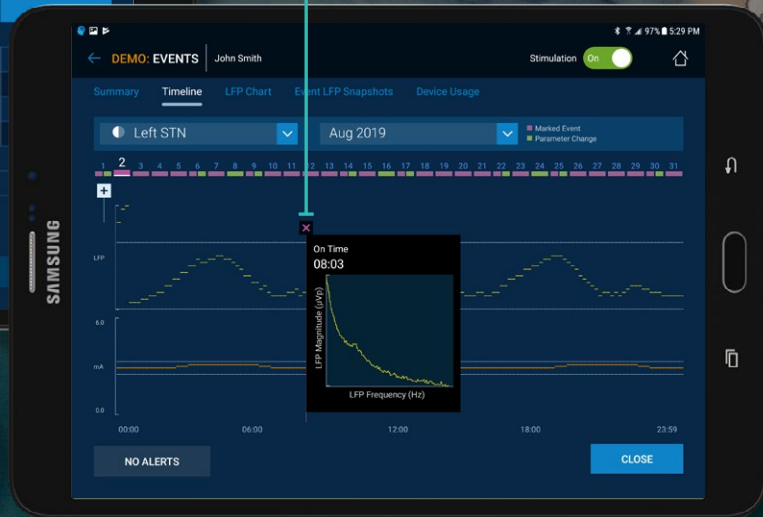 97% 5:29 PM
← DEMO: EVENTS John Smith Stimulation On
Summary Timeline LFP Chart Event LFP Snapshots Device Usage
Left STN Aug 2019 Marked Event
Parameter Change
1 2 3 4 5 6 7 8 9 10 11 12 13 14 15 16 17 18 19 20 21 22 23 24 25 26 27 28 29 30 31
+
×
On Time
08:03
LFP
LFP Magnitude (μVp)
LFP Frequency (Hz)
6.0
mA
0.0
00:00 06:00 12:00 18:00 23:59
NO ALERTS CLOSE
SAMSUNG